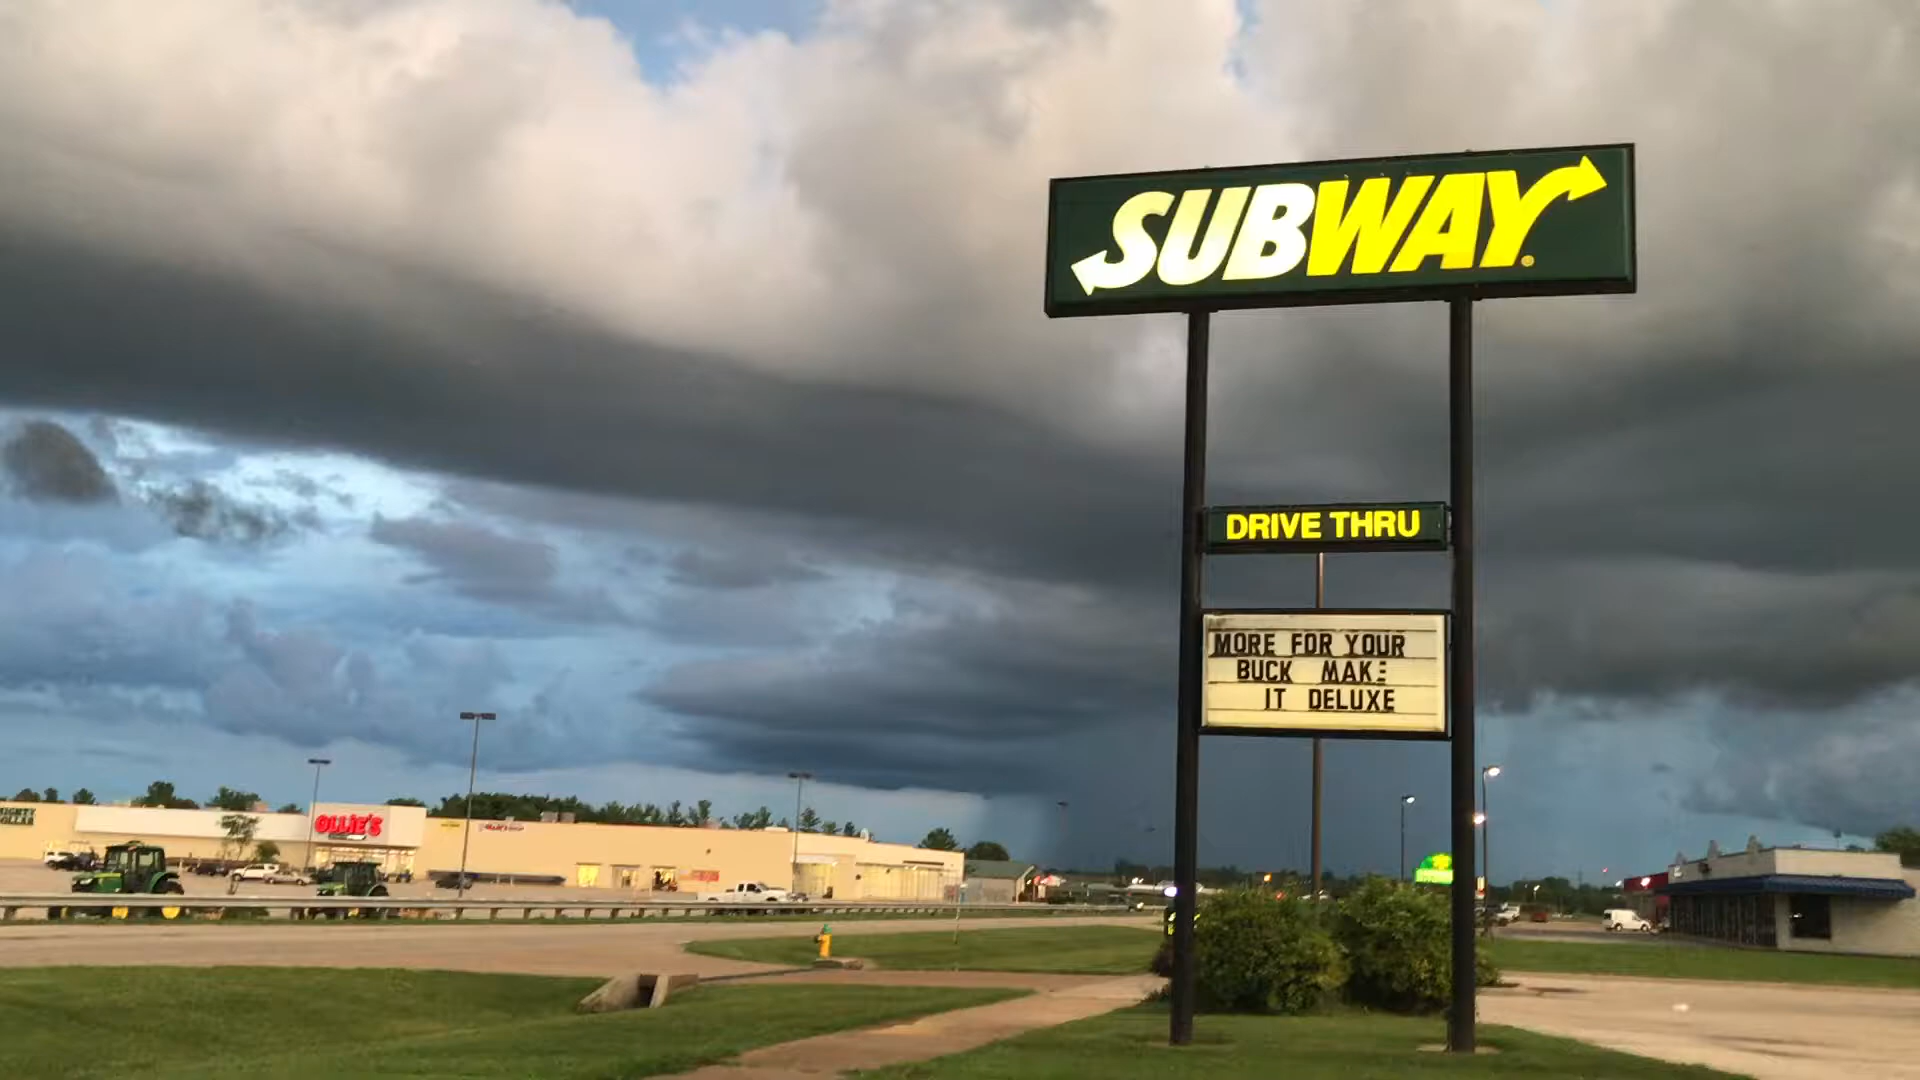 SUBWAY
DRIVE THRU
MORE FOR YOUR
BUCK MAKE
IT DELUXE
OLLIE'S